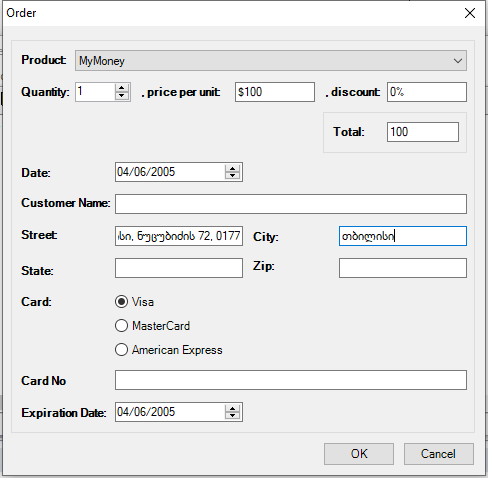 Order
Product: MyMoney
Quantity: 1 , price per unit: $100 , discount: 0%
Total: 100
Date: 04/06/2005
Customer Name:
Street: ნუცუბიძის 72, 0177 City: თბილისი
State: Zip:
Card: Visa
MasterCard
American Express
Card No
Expiration Date: 04/06/2005
OK Cancel